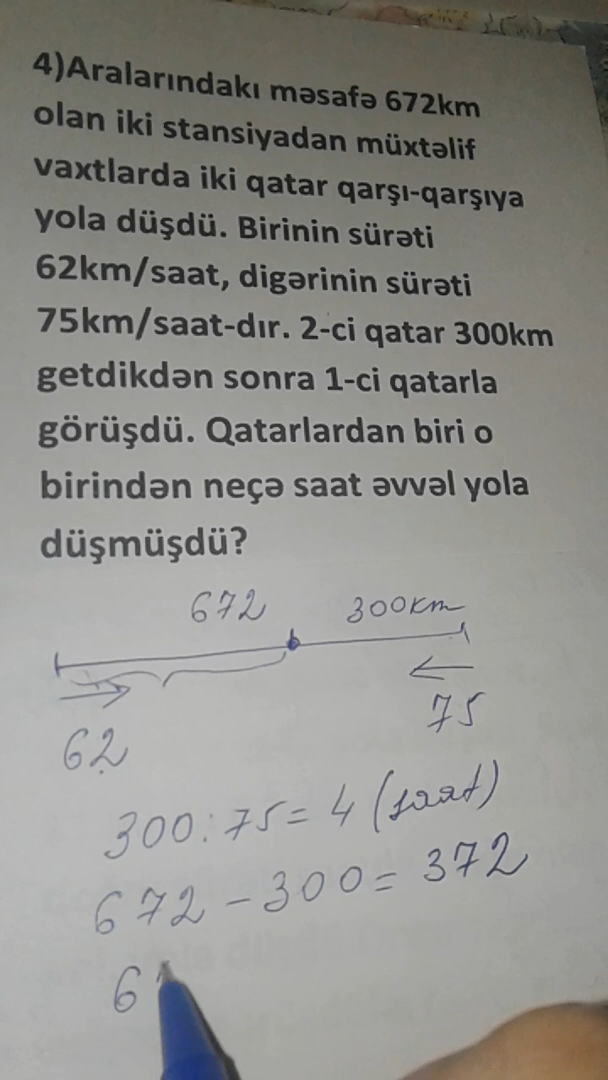 4)Aralarındakı məsafə 672km
olan iki stansiyadan müxtəlif
vaxtlarda iki qatar qarşı-qarşıya
yola düşdü. Birinin sürəti
62km/saat, digərinin sürəti
75km/saat-dır. 2-ci qatar 300km
getdikdən sonra 1-ci qatarla
görüşdü. Qatarlardan biri o
birindən neçə saat əvvəl yola
düşmüşdü?
672 300km
62 75
300:75=4 (saat)
672-300=372
6